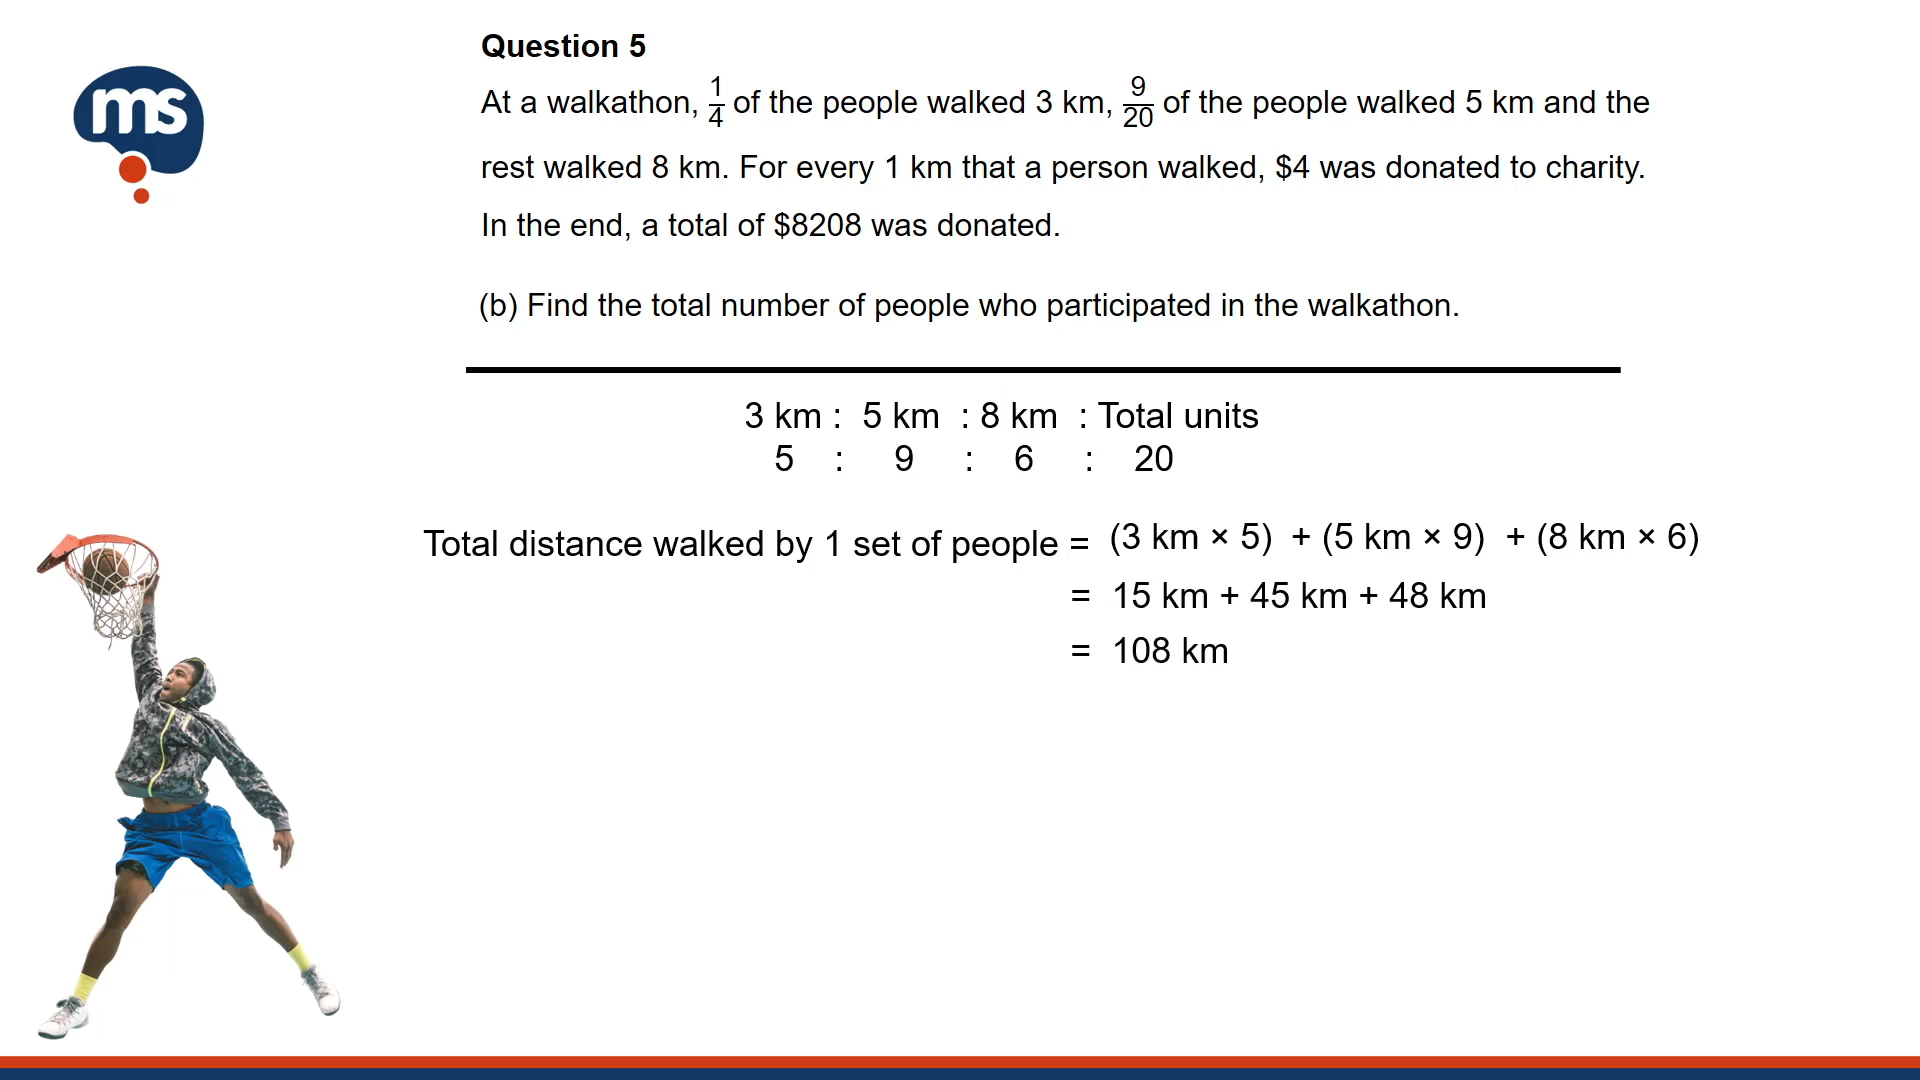 ms
Question 5
At a walkathon, 1/4 of the people walked 3 km, 9/20 of the people walked 5 km and the
rest walked 8 km. For every 1 km that a person walked, $4 was donated to charity.
In the end, a total of $8208 was donated.
(b) Find the total number of people who participated in the walkathon.
3 km : 5 km : 8 km : Total units
5 : 9 : 6 : 20
Total distance walked by 1 set of people = (3 km × 5) + (5 km × 9) + (8 km × 6)
= 15 km + 45 km + 48 km
= 108 km